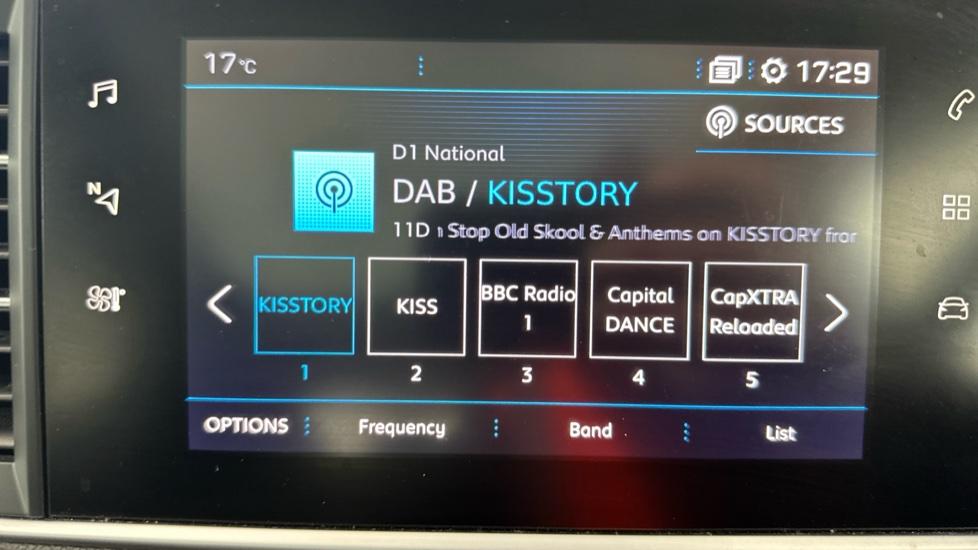 17°C
17:29
SOURCES
D1 National
DAB / KISSTORY
11D Stop Old Skool & Anthems on KISSTORY
N
KISSTORY
KISS
BBC Radio
1
Capital
DANCE
CapXTRA
Reloaded
1 2 3 4 5
OPTIONS Frequency Band List